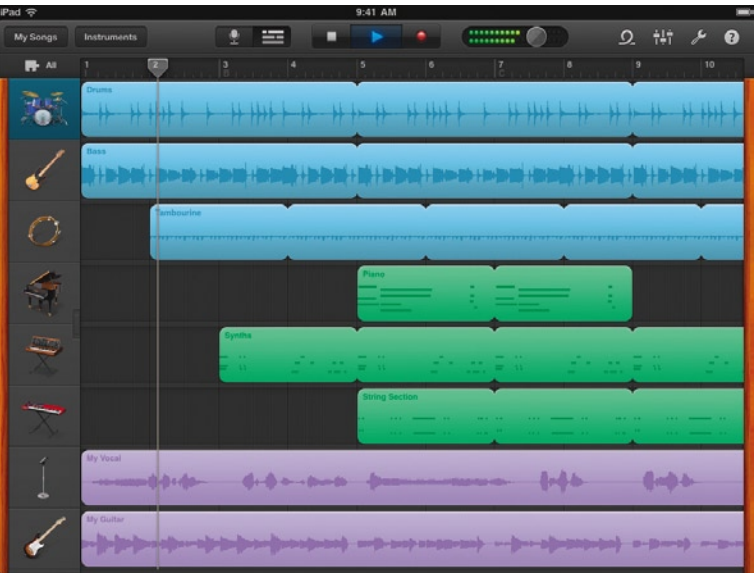 iPad 9:41 AM
My Songs Instruments ?
All 1 2 3 4 5 6 7 8 9 10
B C
Drums
Bass
Tambourine
Piano
Synths
String Section
My Vocal
My Guitar